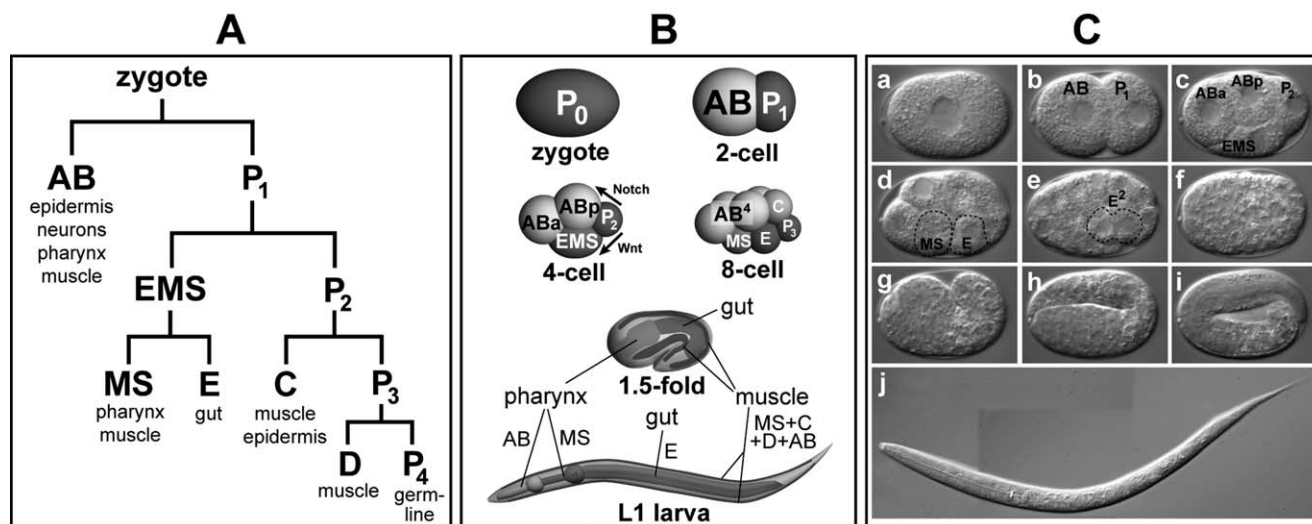 A
zygote
AB
P1
epidermis
neurons
pharynx
muscle
EMS
P2
MS
E
C
P3
pharynx
muscle
gut
muscle
epidermis
D
P4
muscle
germ-
line
B
P0
zygote
AB
P1
2-cell
Notch
ABa
ABp
P2
EMS
Wnt
4-cell
AB4
C
MS
E
P3
8-cell
gut
1.5-fold
pharynx
gut
muscle
AB
MS
E
MS+C
+D+AB
L1 larva
C
a
b
AB
P1
c
ABa
ABp
P2
EMS
d
MS
E
e
E2
f
g
h
i
j